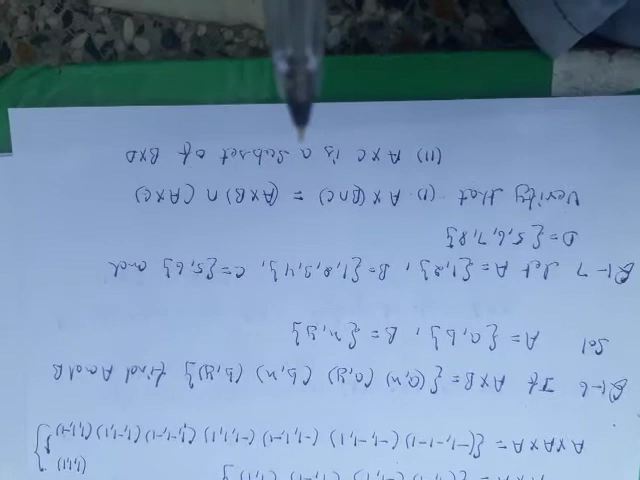 A×A×A = {(-1,-1,-1) (-1,-1,1) (-1,1,-1) (-1,1,1) (1,-1,-1) (1,-1,1) (1,1,-1)
(1,1,1)}
Q1-6 If A×B = {(a,x) (a,y) (b,x) (b,y)} find A and B
Sol A = {a,b}, B = {x,y}
Q1-7 Let A = {1,2}, B = {1,2,3,4}, C = {5,6} and
D = {5,6,7,8}
Verify that (I) A×(B∩C) = (A×B) ∩ (A×C)
(II) A×C is a subset of B×D